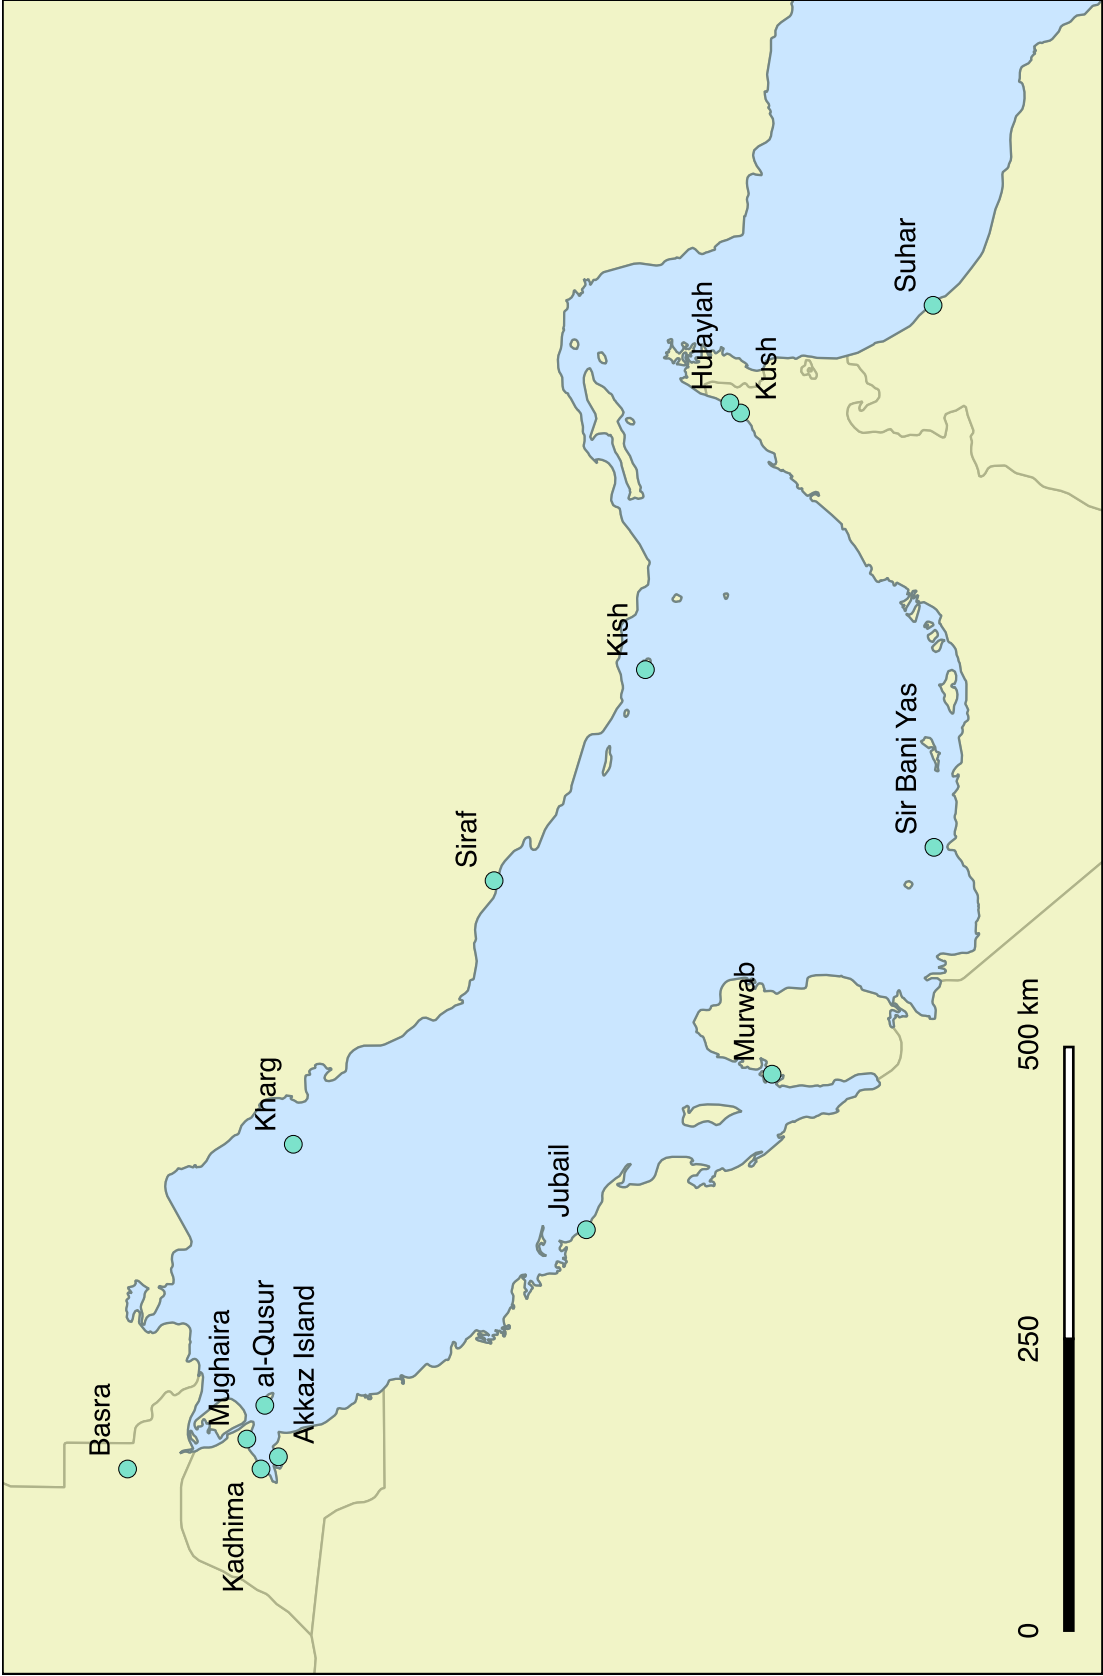 Basra
Kadhima
Mughaira
al-Qusur
Akkaz Island
Kharg
Jubail
Siraf
Murwab
Kish
Sir Bani Yas
Hulaylah
Kush
Suhar
0
250
500 km